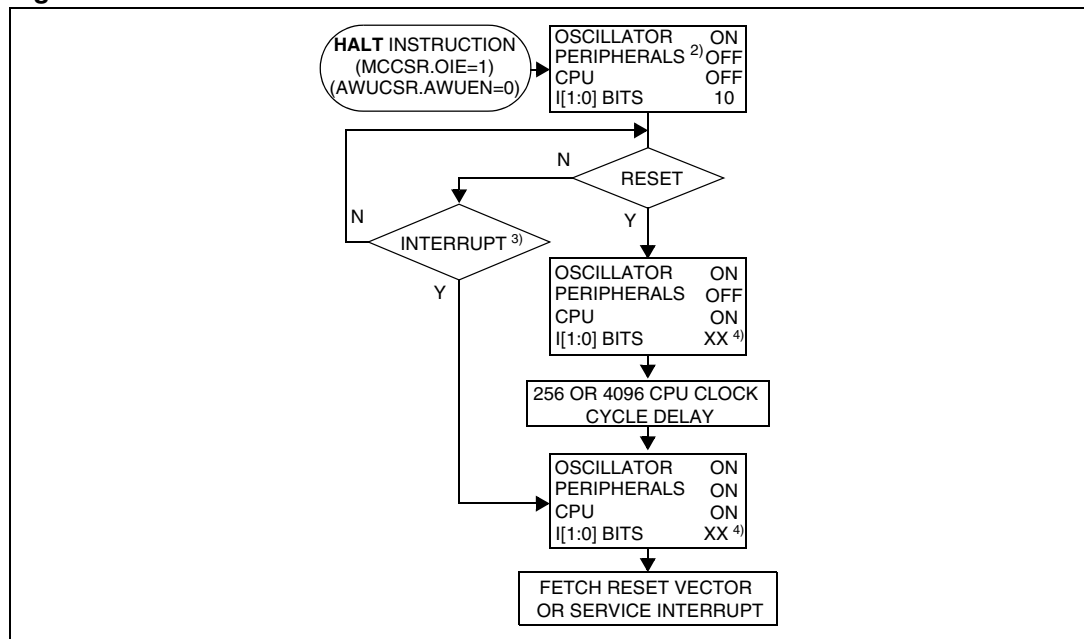 HALT INSTRUCTION
(MCCSR.OIE=1)
(AWUCSR.AWUEN=0)
OSCILLATOR ON
PERIPHERALS 2) OFF
CPU OFF
I[1:0] BITS 10
N
RESET
N
Y
INTERRUPT 3)
Y
OSCILLATOR ON
PERIPHERALS OFF
CPU ON
I[1:0] BITS XX 4)
256 OR 4096 CPU CLOCK
CYCLE DELAY
OSCILLATOR ON
PERIPHERALS ON
CPU ON
I[1:0] BITS XX 4)
FETCH RESET VECTOR
OR SERVICE INTERRUPT